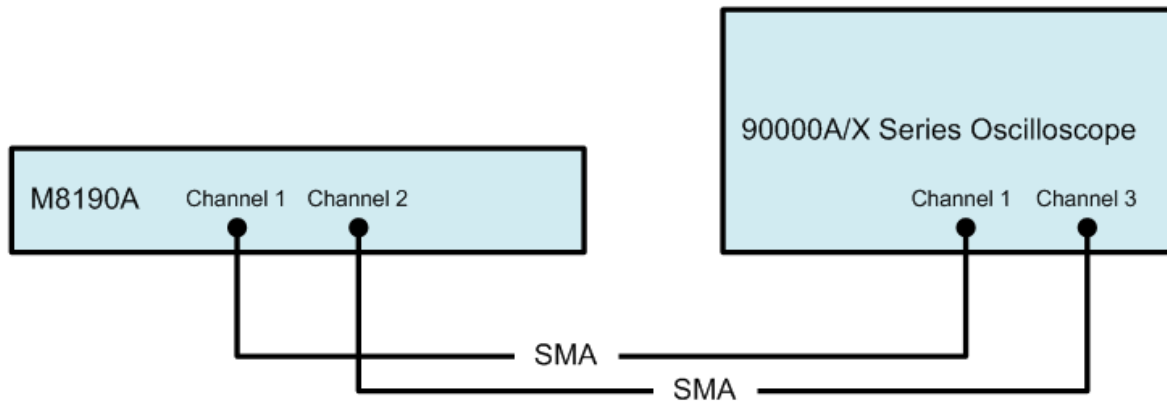 90000A/X Series Oscilloscope
M8190A
Channel 1
Channel 2
Channel 1
Channel 3
SMA
SMA